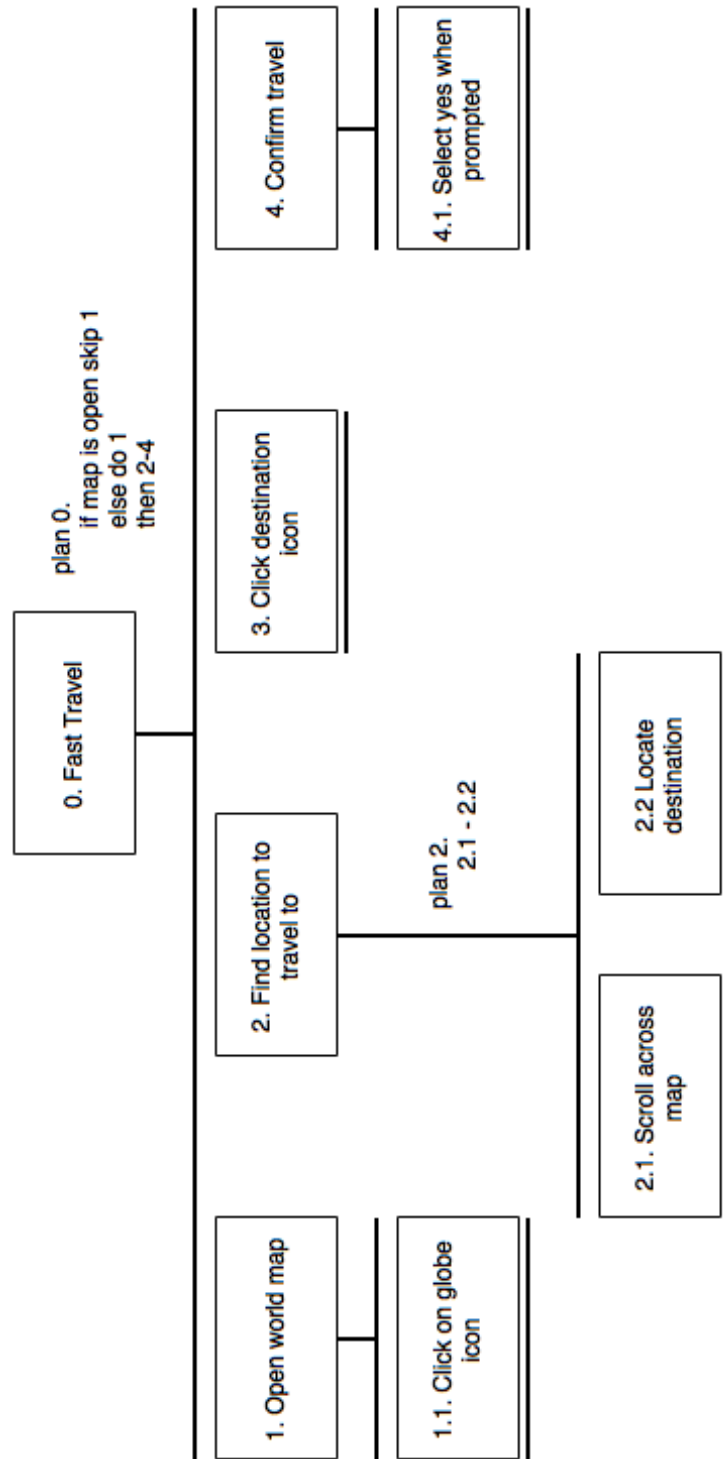 0. Fast Travel
plan 0.
if map is open skip 1
else do 1
then 2-4
1. Open world map
2. Find location to
travel to
3. Click destination
icon
4. Confirm travel
1.1. Click on globe
icon
plan 2.
2.1 - 2.2
4.1. Select yes when
prompted
2.1. Scroll across
map
2.2 Locate
destination